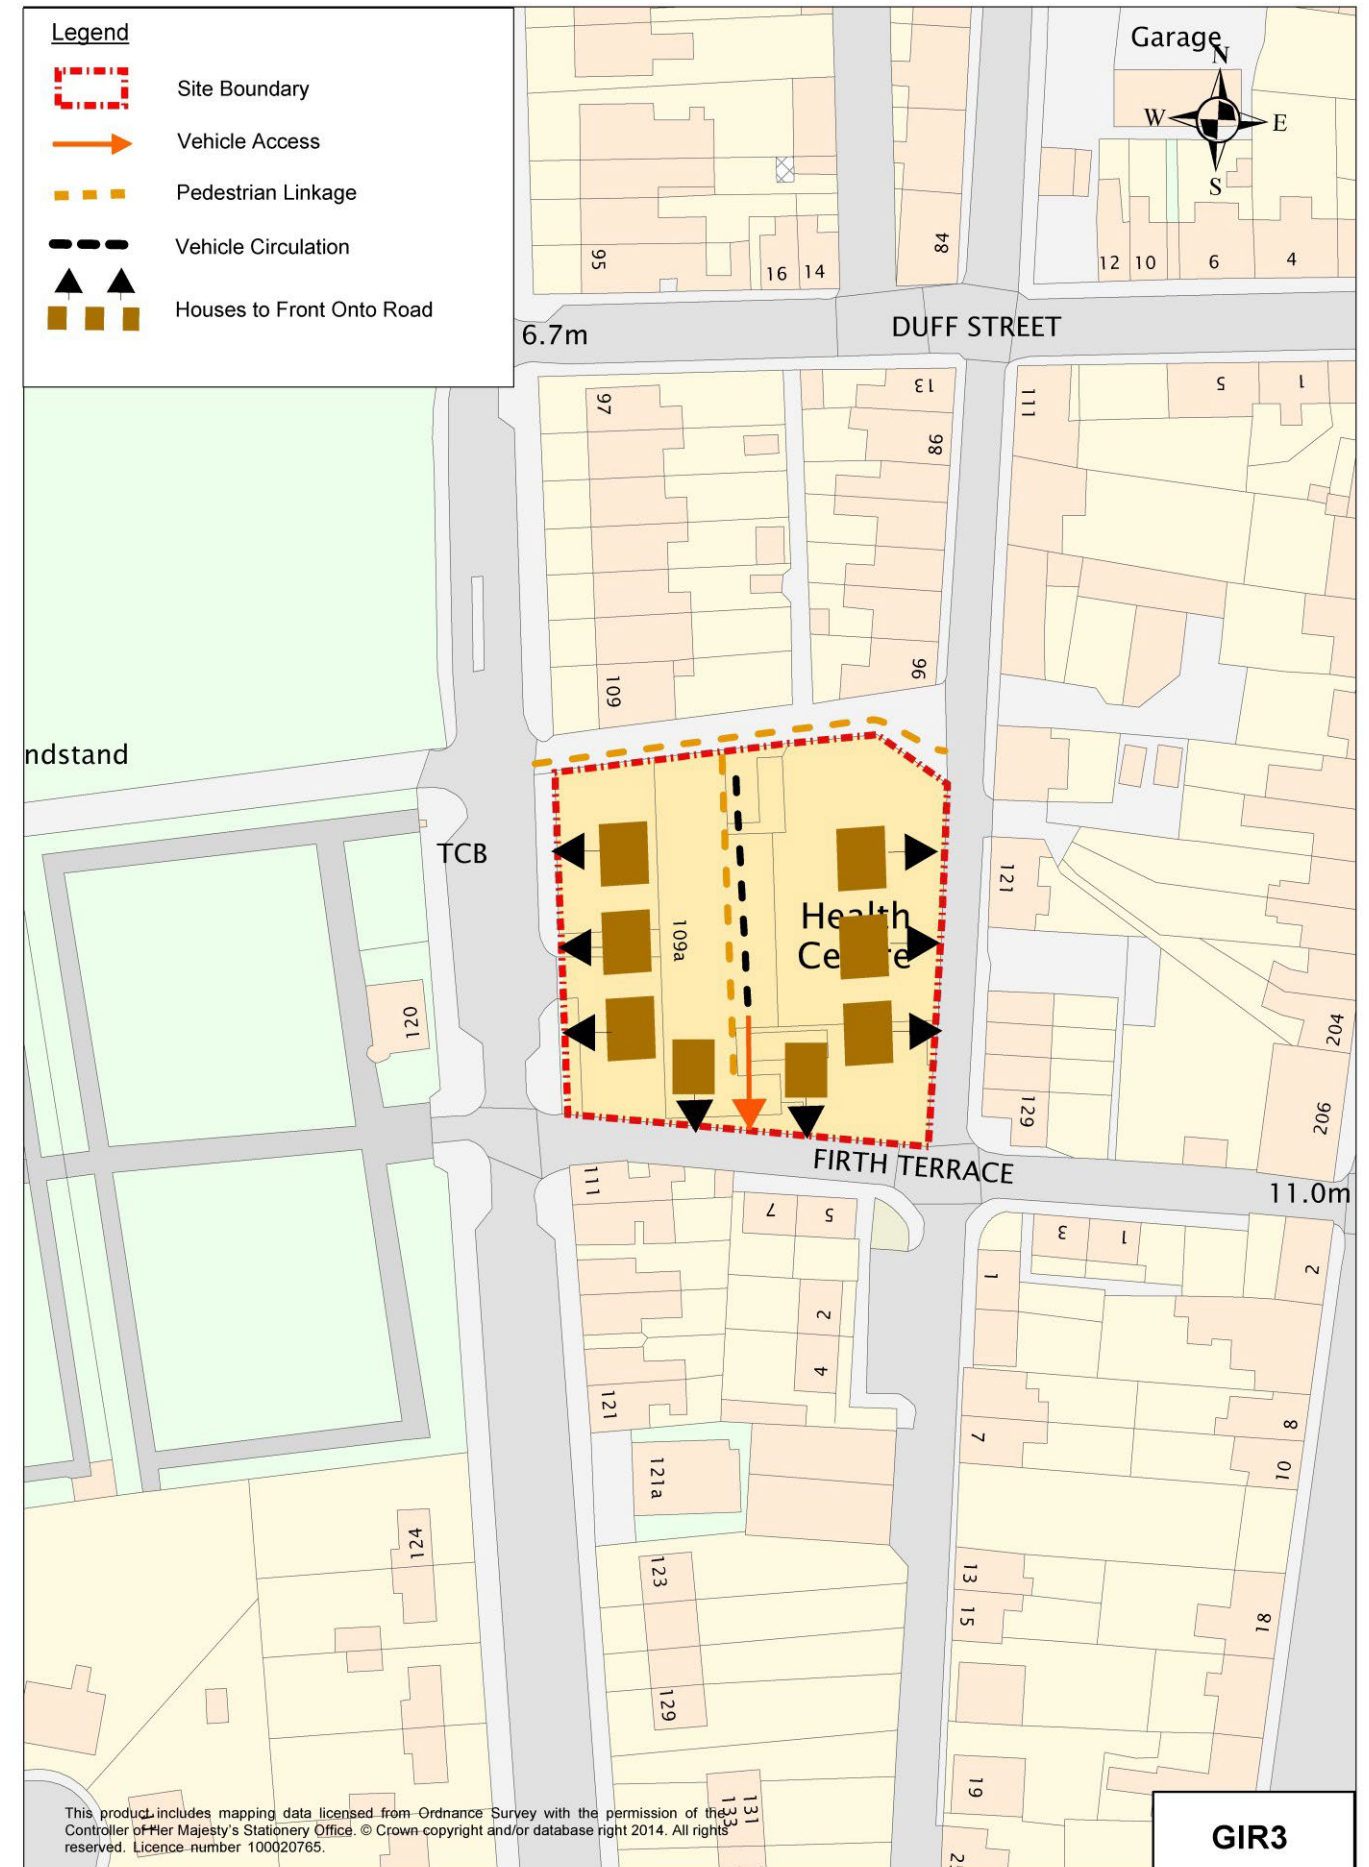 Legend
Site Boundary
Vehicle Access
Pedestrian Linkage
Vehicle Circulation
Houses to Front Onto Road
Garage
N
W E
S
95
16 14
84
12 10 6 4
6.7m
DUFF STREET
97
13
86
111
5 1
109
96
ndstand
TCB
109a
Health
Centre
121
120
204
129
206
FIRTH TERRACE
11.0m
111
7 5
3 1
1
2
2
4
121
7
8
10
121a
124
123
13
15
18
129
19
131
133
11
This product includes mapping data licensed from Ordnance Survey with the permission of the
Controller of Her Majesty's Stationery Office. © Crown copyright and/or database right 2014. All rights
reserved. Licence number 100020765.
GIR3